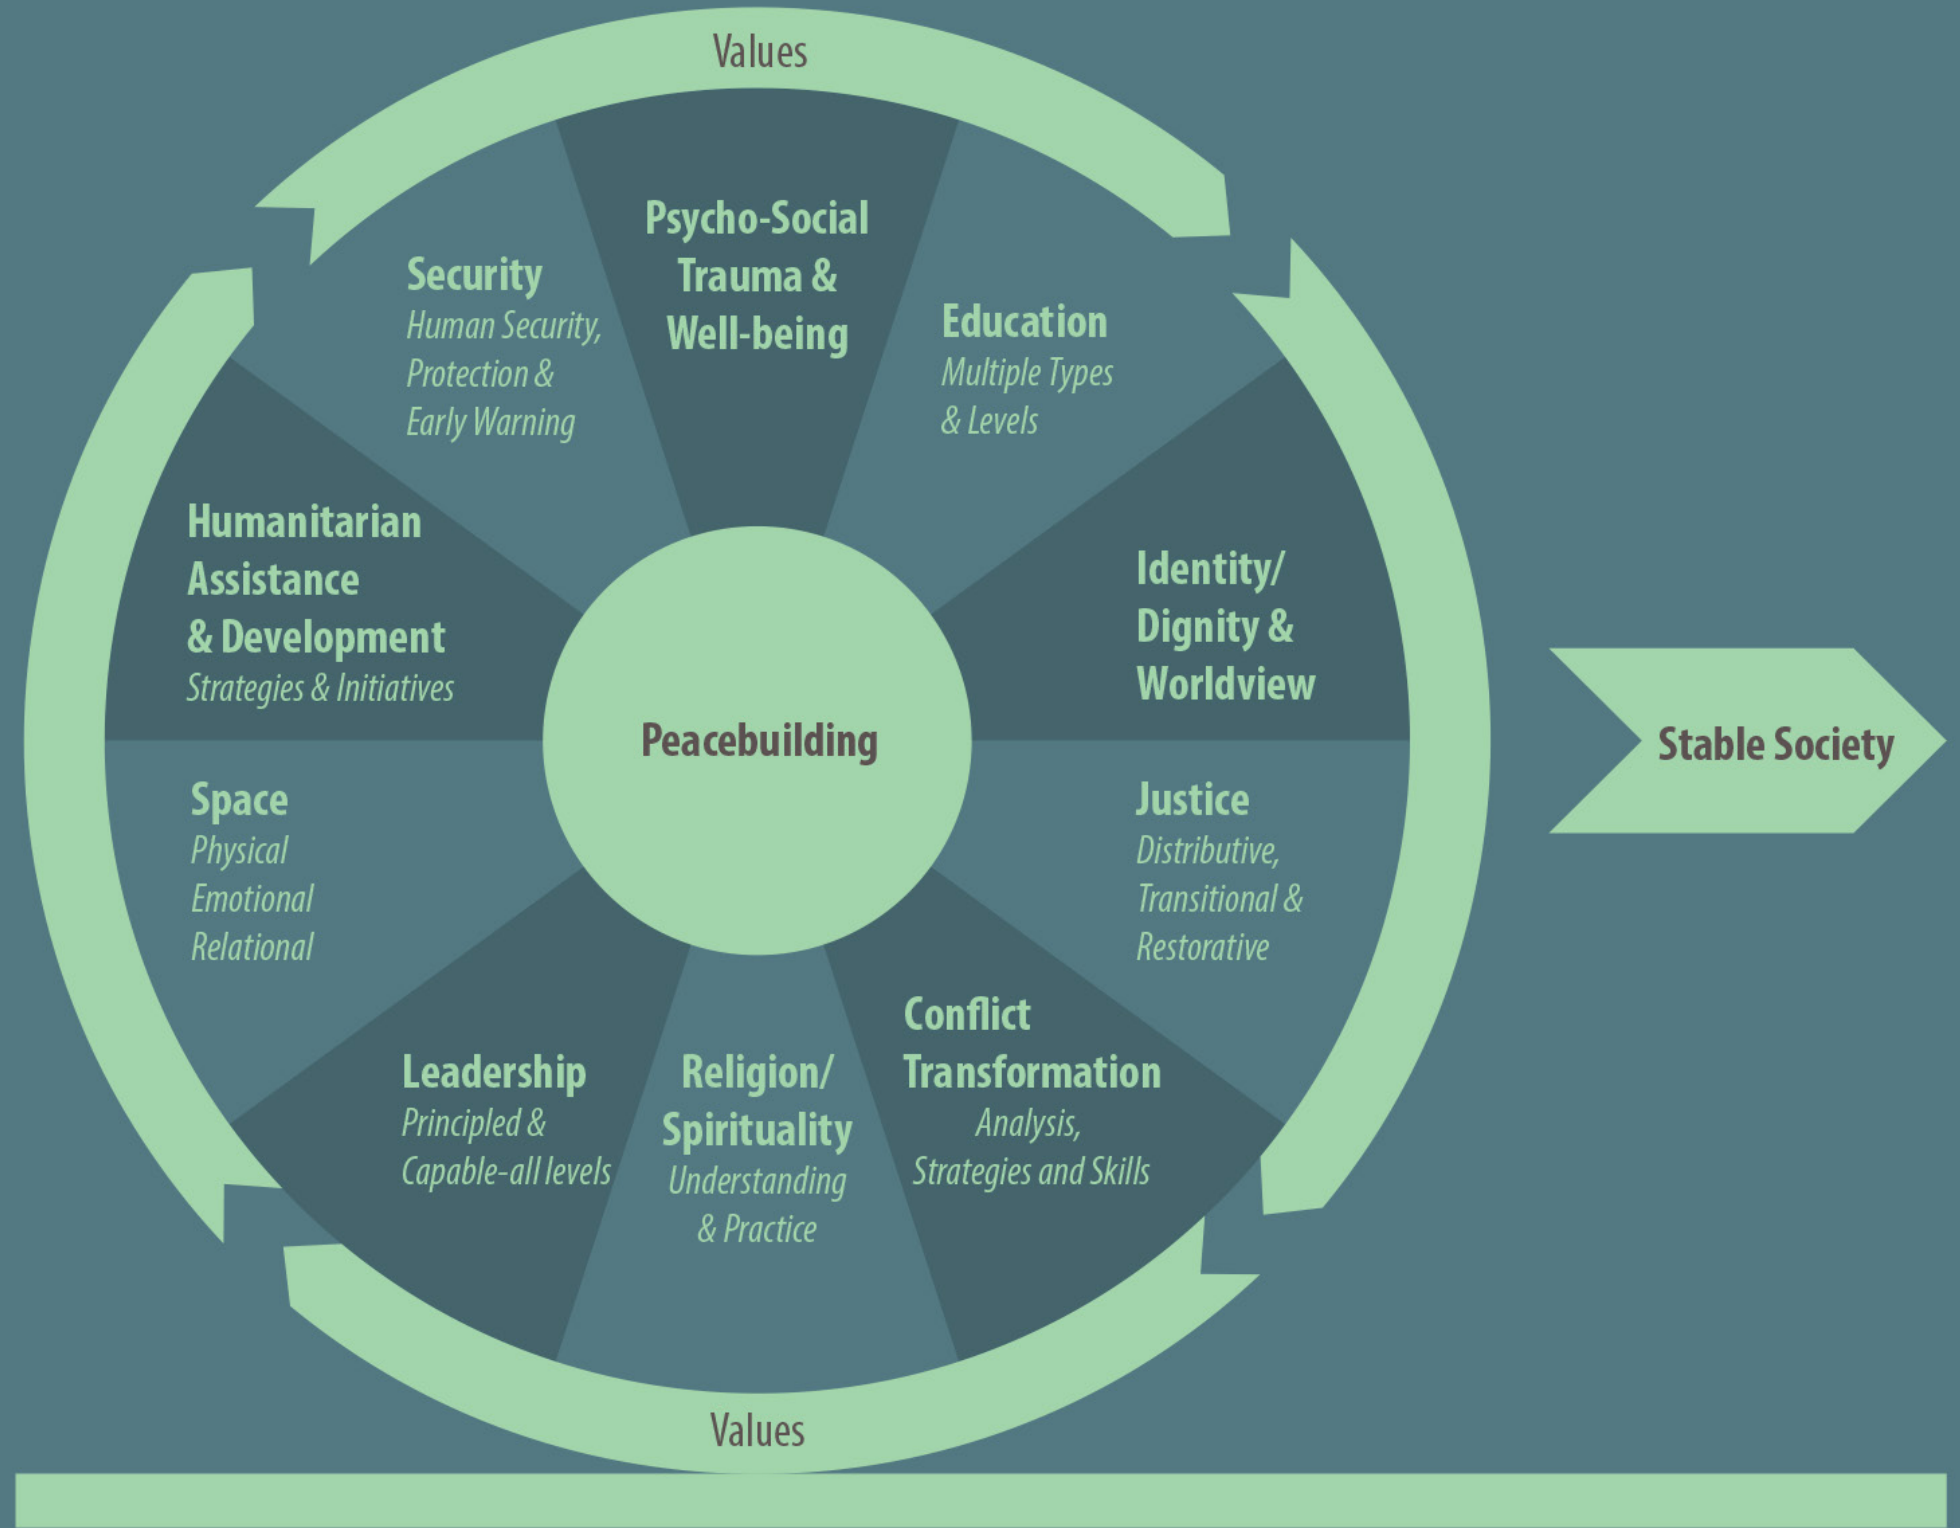 Values
Psycho-Social
Trauma &
Well-being
Education
Multiple Types
& Levels
Identity/
Dignity &
Worldview
Justice
Distributive,
Transitional &
Restorative
Conflict
Transformation
Analysis,
Strategies and Skills
Religion/
Spirituality
Understanding
& Practice
Leadership
Principled &
Capable-all levels
Space
Physical
Emotional
Relational
Humanitarian
Assistance
& Development
Strategies & Initiatives
Security
Human Security,
Protection &
Early Warning
Peacebuilding
Values
Stable Society